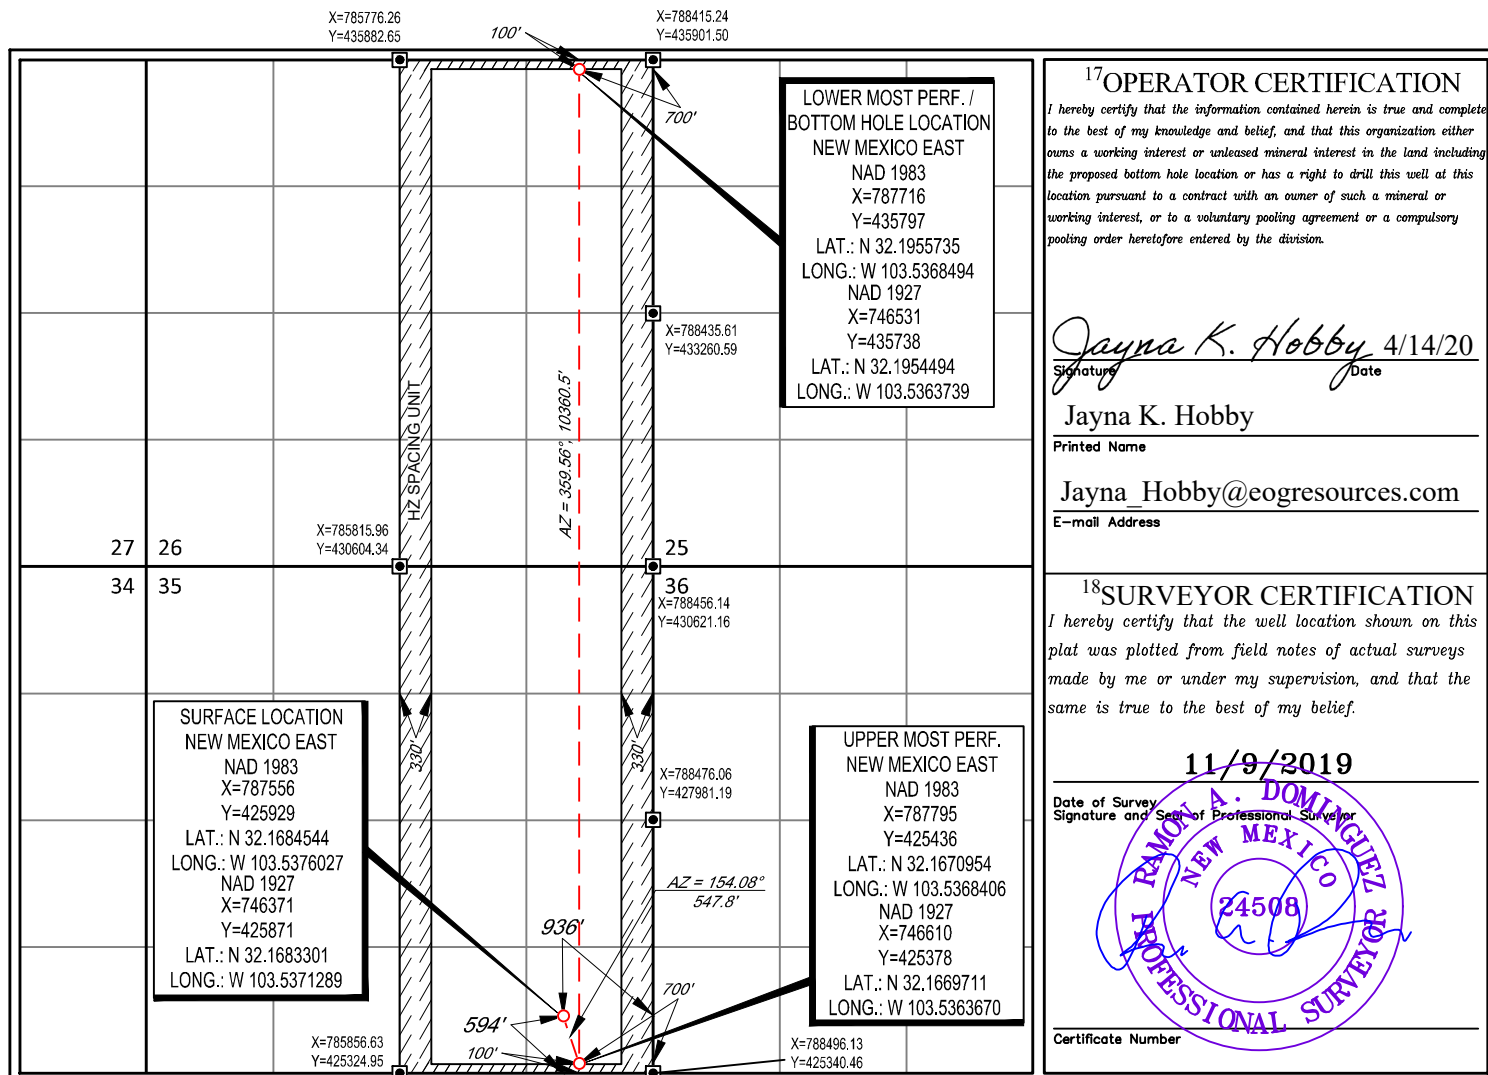 X=785776.26
Y=435882.65
X=788415.24
Y=435901.50
100'
700'
LOWER MOST PERF. /
BOTTOM HOLE LOCATION
NEW MEXICO EAST
NAD 1983
X=787716
Y=435797
LAT.: N 32.1955735
LONG.: W 103.5368494
NAD 1927
X=746531
Y=435738
LAT.: N 32.1954494
LONG.: W 103.5363739
X=788435.61
Y=433260.59
HZ SPACING UNIT
AZ = 359.56°, 10360.5'
X=785815.96
Y=430604.34
27 26
25
34 35
36
X=788456.14
Y=430621.16
330'
330'
X=788476.06
Y=427981.19
SURFACE LOCATION
NEW MEXICO EAST
NAD 1983
X=787556
Y=425929
LAT.: N 32.1684544
LONG.: W 103.5376027
NAD 1927
X=746371
Y=425871
LAT.: N 32.1683301
LONG.: W 103.5371289
UPPER MOST PERF.
NEW MEXICO EAST
NAD 1983
X=787795
Y=425436
LAT.: N 32.1670954
LONG.: W 103.5368406
NAD 1927
X=746610
Y=425378
LAT.: N 32.1669711
LONG.: W 103.5363670
AZ = 154.08°
547.8'
936'
700'
594'
100'
X=785856.63
Y=425324.95
X=788496.13
Y=425340.46
17OPERATOR CERTIFICATION
I hereby certify that the information contained herein is true and complete
to the best of my knowledge and belief, and that this organization either
owns a working interest or unleased mineral interest in the land including
the proposed bottom hole location or has a right to drill this well at this
location pursuant to a contract with an owner of such a mineral or
working interest, or to a voluntary pooling agreement or a compulsory
pooling order heretofore entered by the division.
Jayna K. Hobby 4/14/20
Signature Date
Jayna K. Hobby
Printed Name
Jayna_Hobby@eogresources.com
E-mail Address
18SURVEYOR CERTIFICATION
I hereby certify that the well location shown on this
plat was plotted from field notes of actual surveys
made by me or under my supervision, and that the
same is true to the best of my belief.
11/9/2019
Date of Survey
Signature and Seal of Professional Surveyor
RAMON A. DOMINGUEZ
NEW MEXICO
24508
PROFESSIONAL SURVEYOR
Certificate Number